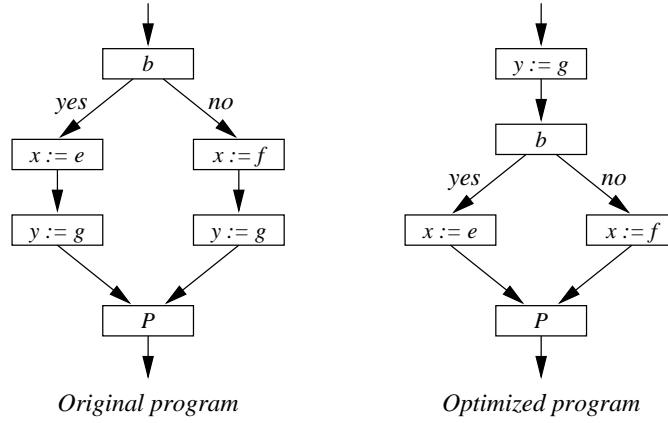 b
y := g
yes
no
b
x := e
x := f
yes
no
y := g
y := g
x := e
x := f
P
P
Original program
Optimized program